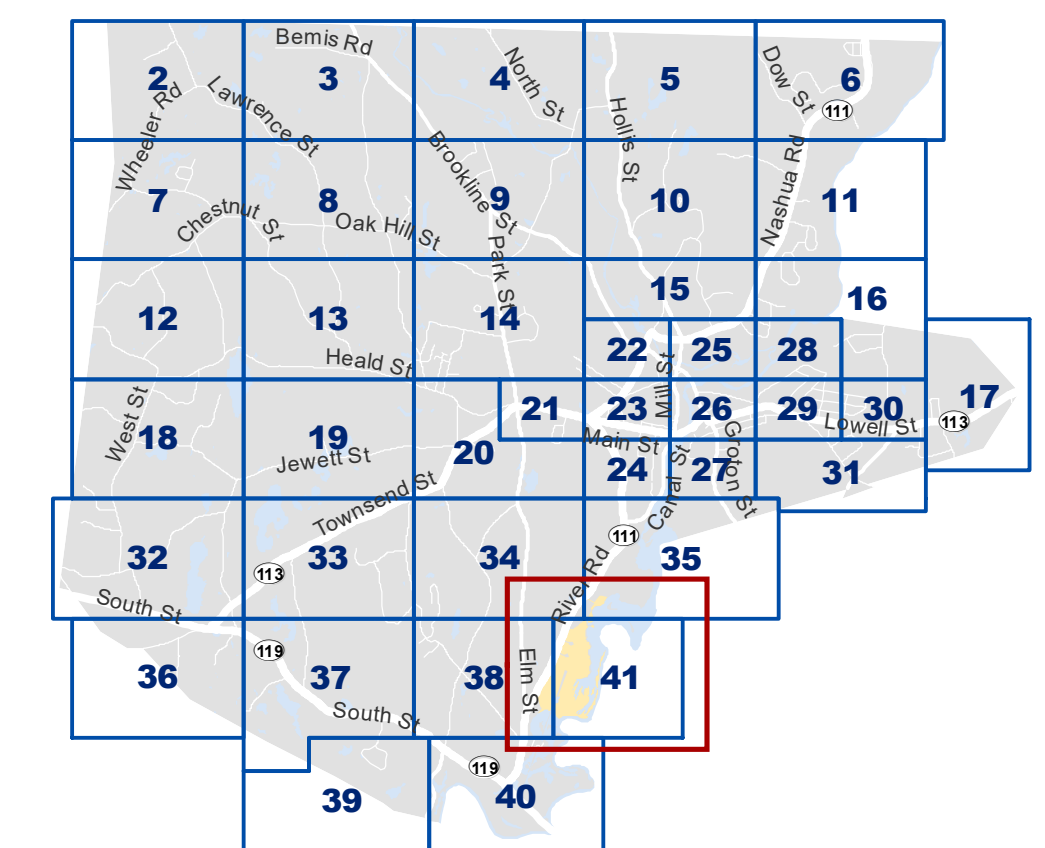 Bemis Rd
2
3
4
North St
5
Dow St
6
111
Wheeler Rd
Lawrence St
Hollis St
Brookline St
Nashua Rd
7
8
9
10
11
Chestnut St
Oak Hill St
Park St
15
16
12
13
14
22
25
28
Heald St
Mill St
17
West St
21
23
26
29
30
Lowell St
113
18
19
20
Main St
Groton St
Jewett St
24
27
31
Townsend St
Canal St
111
32
33
34
35
113
River Rd
South St
119
36
37
38
Elm St
41
South St
119
39
40